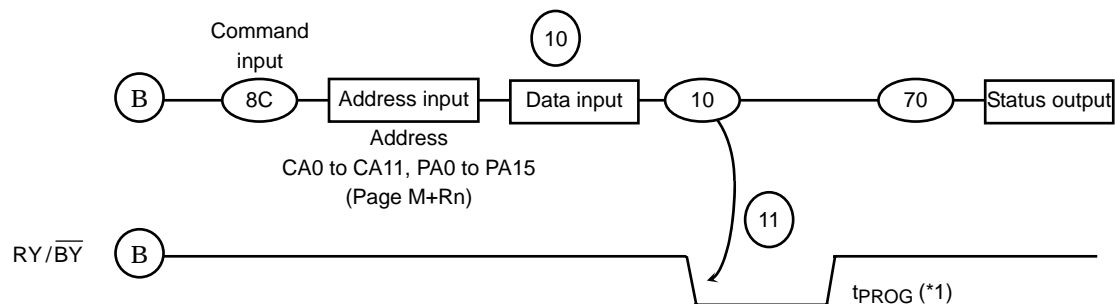 Command
input
10
B
8C
Address input
Data input
10
70
Status output
Address
CA0 to CA11, PA0 to PA15
(Page M+Rn)
11
RY/BY
B
tPROG (*1)